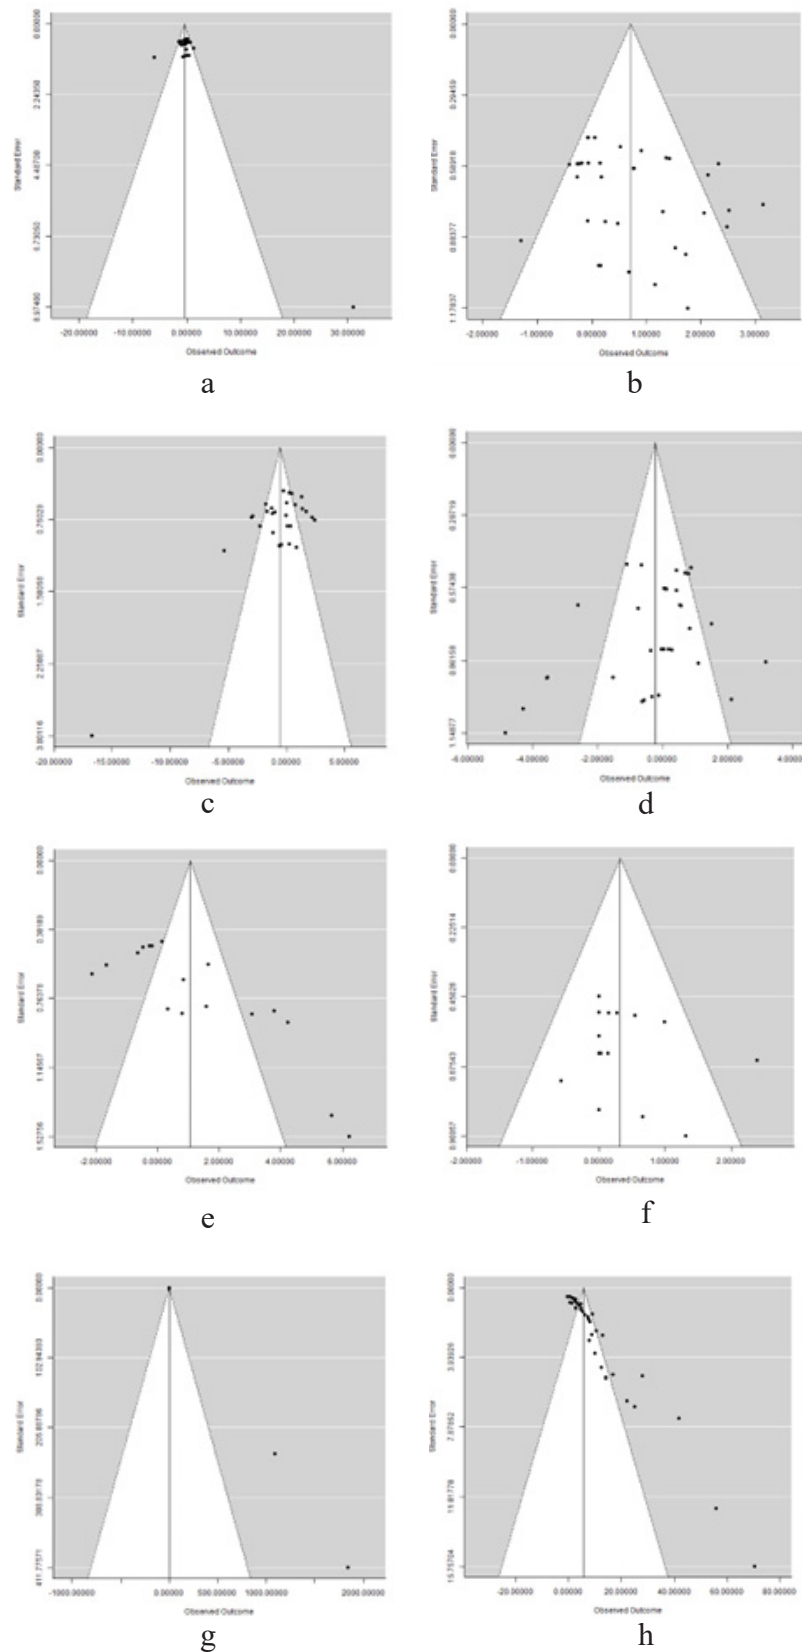 0.00000
2.24350
4.48700
6.73050
8.97400
Standard Error
-20.00000 -10.00000 0.00000 10.00000 20.00000 30.00000
Observed Outcome
a
0.00000
0.29459
0.58918
0.88377
1.17837
Standard Error
-2.00000 -1.00000 0.00000 1.00000 2.00000 3.00000
Observed Outcome
b
0.00000
0.75029
1.50058
2.25087
3.00116
Standard Error
-20.00000 -15.00000 -10.00000 -5.00000 0.00000 5.00000
Observed Outcome
c
0.00000
0.28719
0.57438
0.86158
1.14877
Standard Error
-6.00000 -4.00000 -2.00000 0.00000 2.00000 4.00000
Observed Outcome
d
0.00000
0.38189
0.76378
1.14567
1.52756
Standard Error
-2.00000 0.00000 2.00000 4.00000 6.00000
Observed Outcome
e
0.00000
0.22514
0.45028
0.67543
0.90057
Standard Error
-2.00000 -1.00000 0.00000 1.00000 2.00000
Observed Outcome
f
0.00000
102.94393
205.88786
308.83178
411.77571
Standard Error
-1000.00000 0.00000 500.00000 1000.00000 2000.00000
Observed Outcome
g
0.00000
3.93926
7.87852
11.81778
15.75704
Standard Error
-20.00000 0.00000 20.00000 40.00000 60.00000 80.00000
Observed Outcome
h